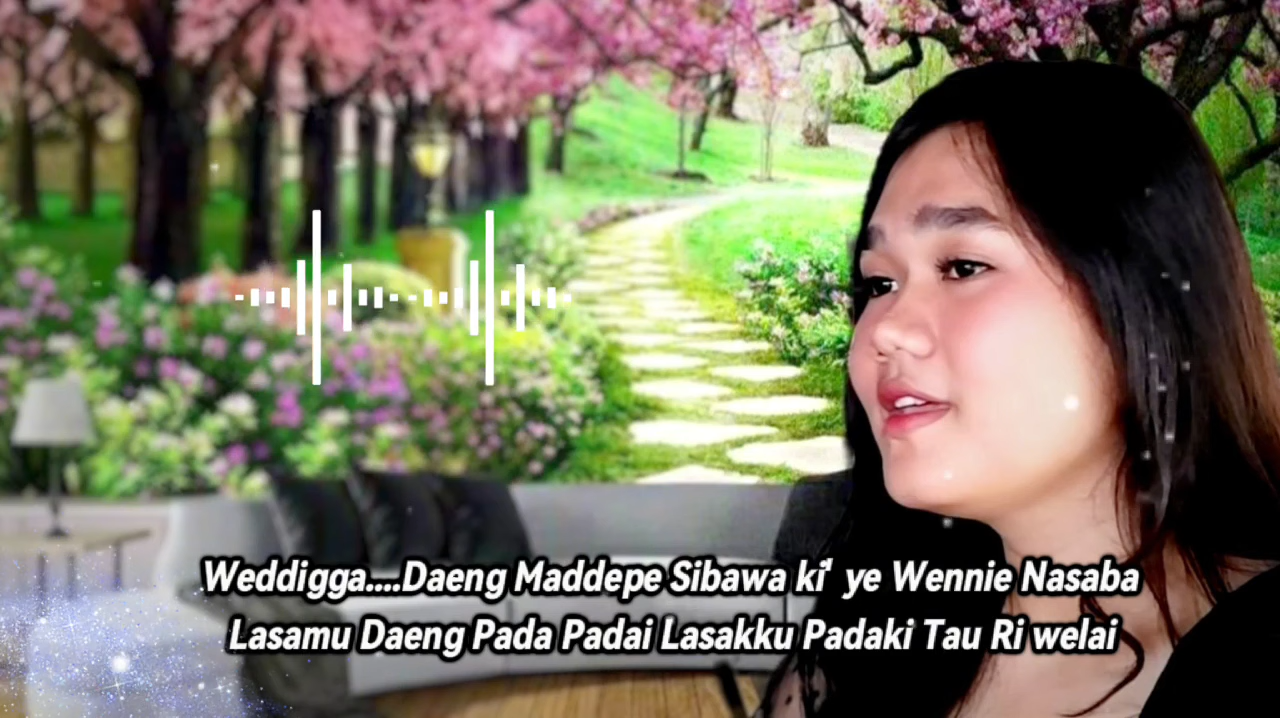 Weddigga....Daeng Maddepe Sibawa ki' ye Wennie Nasaba
Lasamu Daeng Pada Padai Lasakku Padaki Tau Ri welai